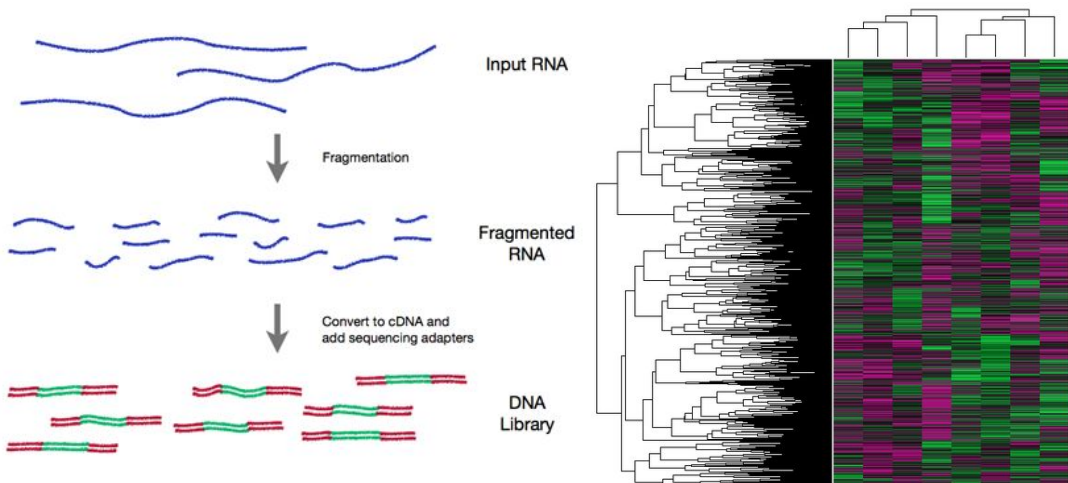 Input RNA
Fragmentation
Fragmented
RNA
Convert to cDNA and
add sequencing adapters
DNA
Library